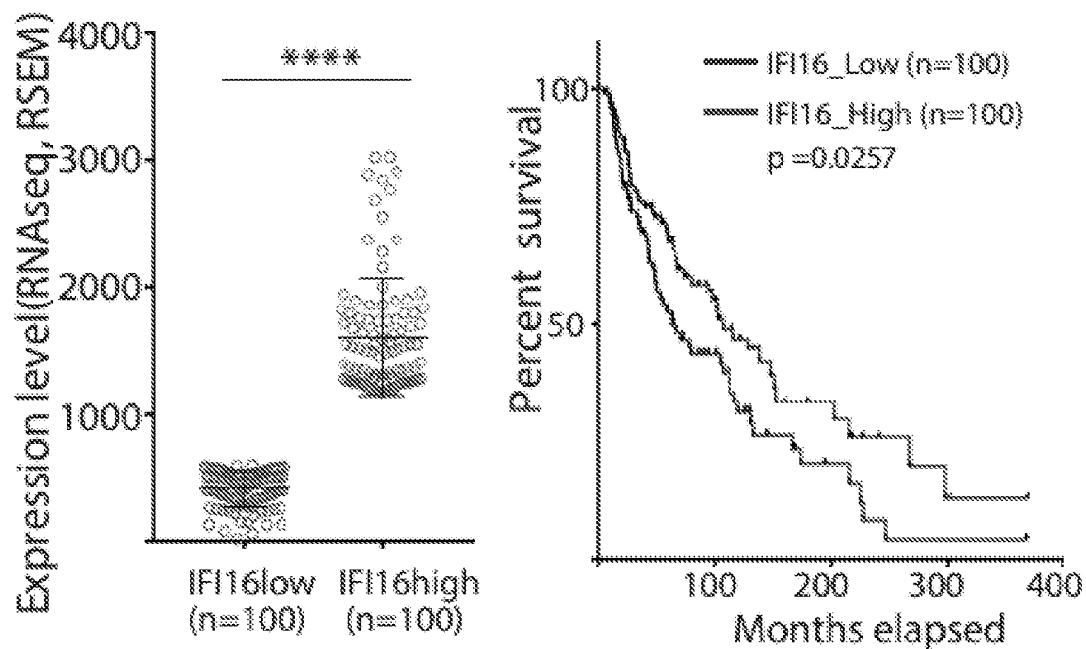 Expression level(RNAseq, RSEM)
4000
3000
2000
1000
****
IFI16low
(n=100)
IFI16high
(n=100)
Percent survival
100
50
IFI16_Low (n=100)
IFI16_High (n=100)
p =0.0257
100
200
300
400
Months elapsed